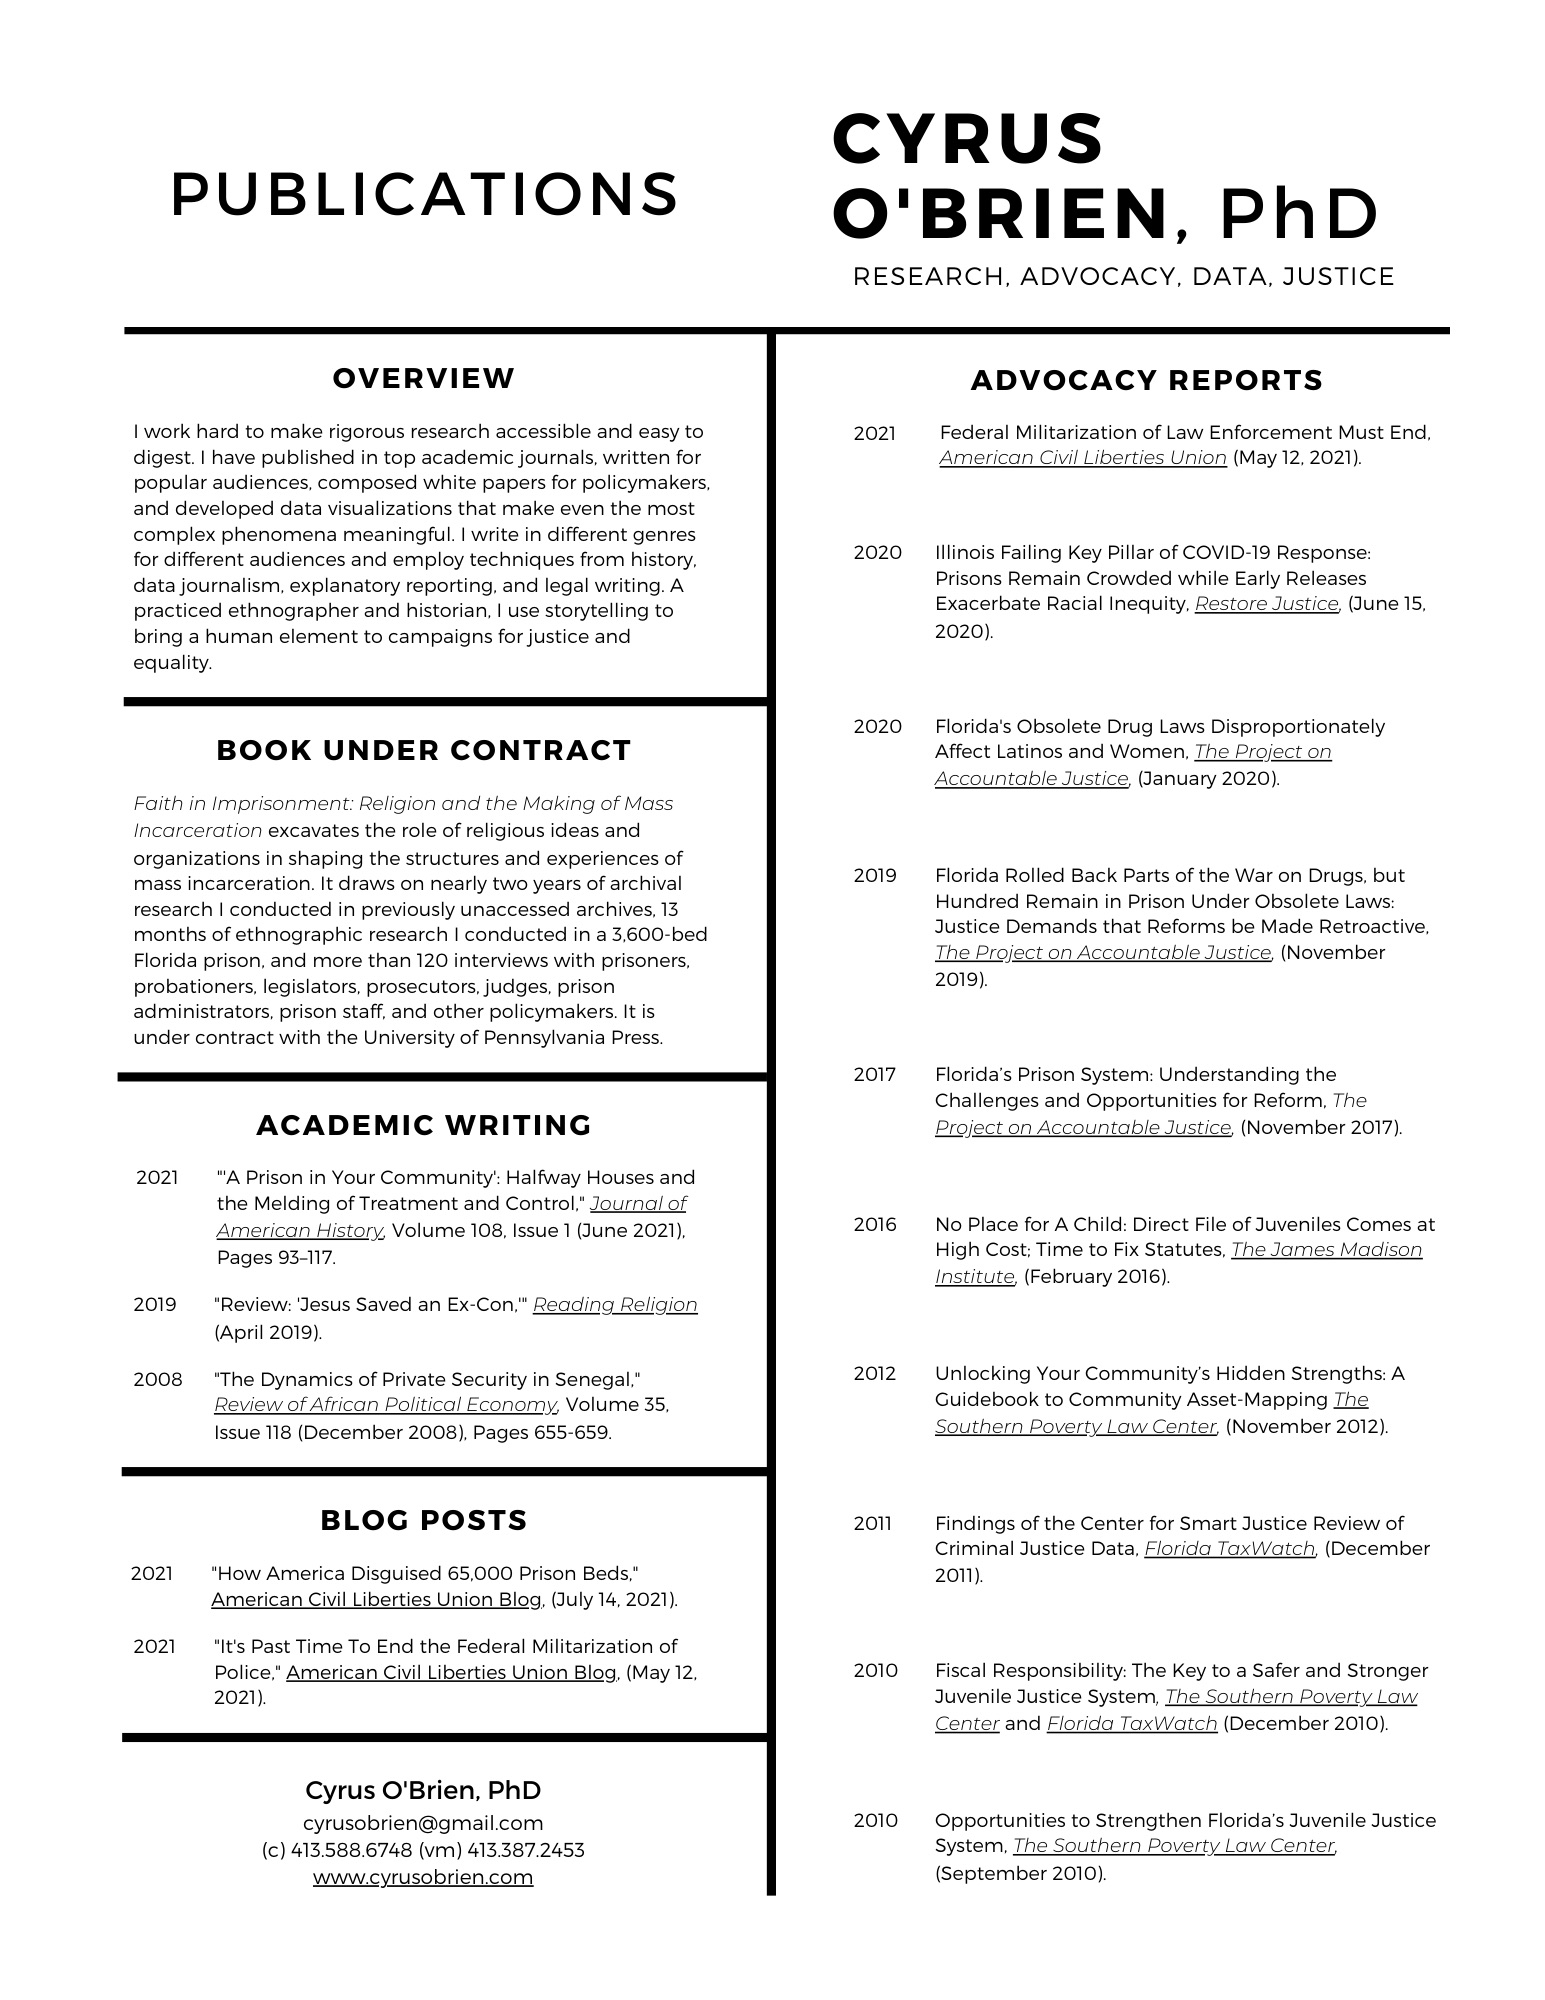 PUBLICATIONS
CYRUS
O'BRIEN, PhD
RESEARCH, ADVOCACY, DATA, JUSTICE
OVERVIEW
I work hard to make rigorous research accessible and easy to
digest. I have published in top academic journals, written for
popular audiences, composed white papers for policymakers,
and developed data visualizations that make even the most
complex phenomena meaningful. I write in different genres
for different audiences and employ techniques from history,
data journalism, explanatory reporting, and legal writing. A
practiced ethnographer and historian, I use storytelling to
bring a human element to campaigns for justice and
equality.
BOOK UNDER CONTRACT
Faith in Imprisonment: Religion and the Making of Mass
Incarceration excavates the role of religious ideas and
organizations in shaping the structures and experiences of
mass incarceration. It draws on nearly two years of archival
research I conducted in previously unaccessed archives, 13
months of ethnographic research I conducted in a 3,600-bed
Florida prison, and more than 120 interviews with prisoners,
probationers, legislators, prosecutors, judges, prison
administrators, prison staff, and other policymakers. It is
under contract with the University of Pennsylvania Press.
ACADEMIC WRITING
2021 "'A Prison in Your Community': Halfway Houses and
the Melding of Treatment and Control," Journal of
American History, Volume 108, Issue 1 (June 2021),
Pages 93–117.
2019 "Review: 'Jesus Saved an Ex-Con,'" Reading Religion
(April 2019).
2008 "The Dynamics of Private Security in Senegal,"
Review of African Political Economy, Volume 35,
Issue 118 (December 2008), Pages 655-659.
BLOG POSTS
2021 "How America Disguised 65,000 Prison Beds,"
American Civil Liberties Union Blog, (July 14, 2021).
2021 "It's Past Time To End the Federal Militarization of
Police," American Civil Liberties Union Blog, (May 12,
2021).
Cyrus O'Brien, PhD
cyrusobrien@gmail.com
(c) 413.588.6748 (vm) 413.387.2453
www.cyrusobrien.com
ADVOCACY REPORTS
2021 Federal Militarization of Law Enforcement Must End,
American Civil Liberties Union (May 12, 2021).
2020 Illinois Failing Key Pillar of COVID-19 Response:
Prisons Remain Crowded while Early Releases
Exacerbate Racial Inequity, Restore Justice, (June 15,
2020).
2020 Florida's Obsolete Drug Laws Disproportionately
Affect Latinos and Women, The Project on
Accountable Justice, (January 2020).
2019 Florida Rolled Back Parts of the War on Drugs, but
Hundred Remain in Prison Under Obsolete Laws:
Justice Demands that Reforms be Made Retroactive,
The Project on Accountable Justice, (November
2019).
2017 Florida’s Prison System: Understanding the
Challenges and Opportunities for Reform, The
Project on Accountable Justice, (November 2017).
2016 No Place for A Child: Direct File of Juveniles Comes at
High Cost; Time to Fix Statutes, The James Madison
Institute, (February 2016).
2012 Unlocking Your Community’s Hidden Strengths: A
Guidebook to Community Asset-Mapping The
Southern Poverty Law Center, (November 2012).
2011 Findings of the Center for Smart Justice Review of
Criminal Justice Data, Florida TaxWatch, (December
2011).
2010 Fiscal Responsibility: The Key to a Safer and Stronger
Juvenile Justice System, The Southern Poverty Law
Center and Florida TaxWatch (December 2010).
2010 Opportunities to Strengthen Florida’s Juvenile Justice
System, The Southern Poverty Law Center,
(September 2010).